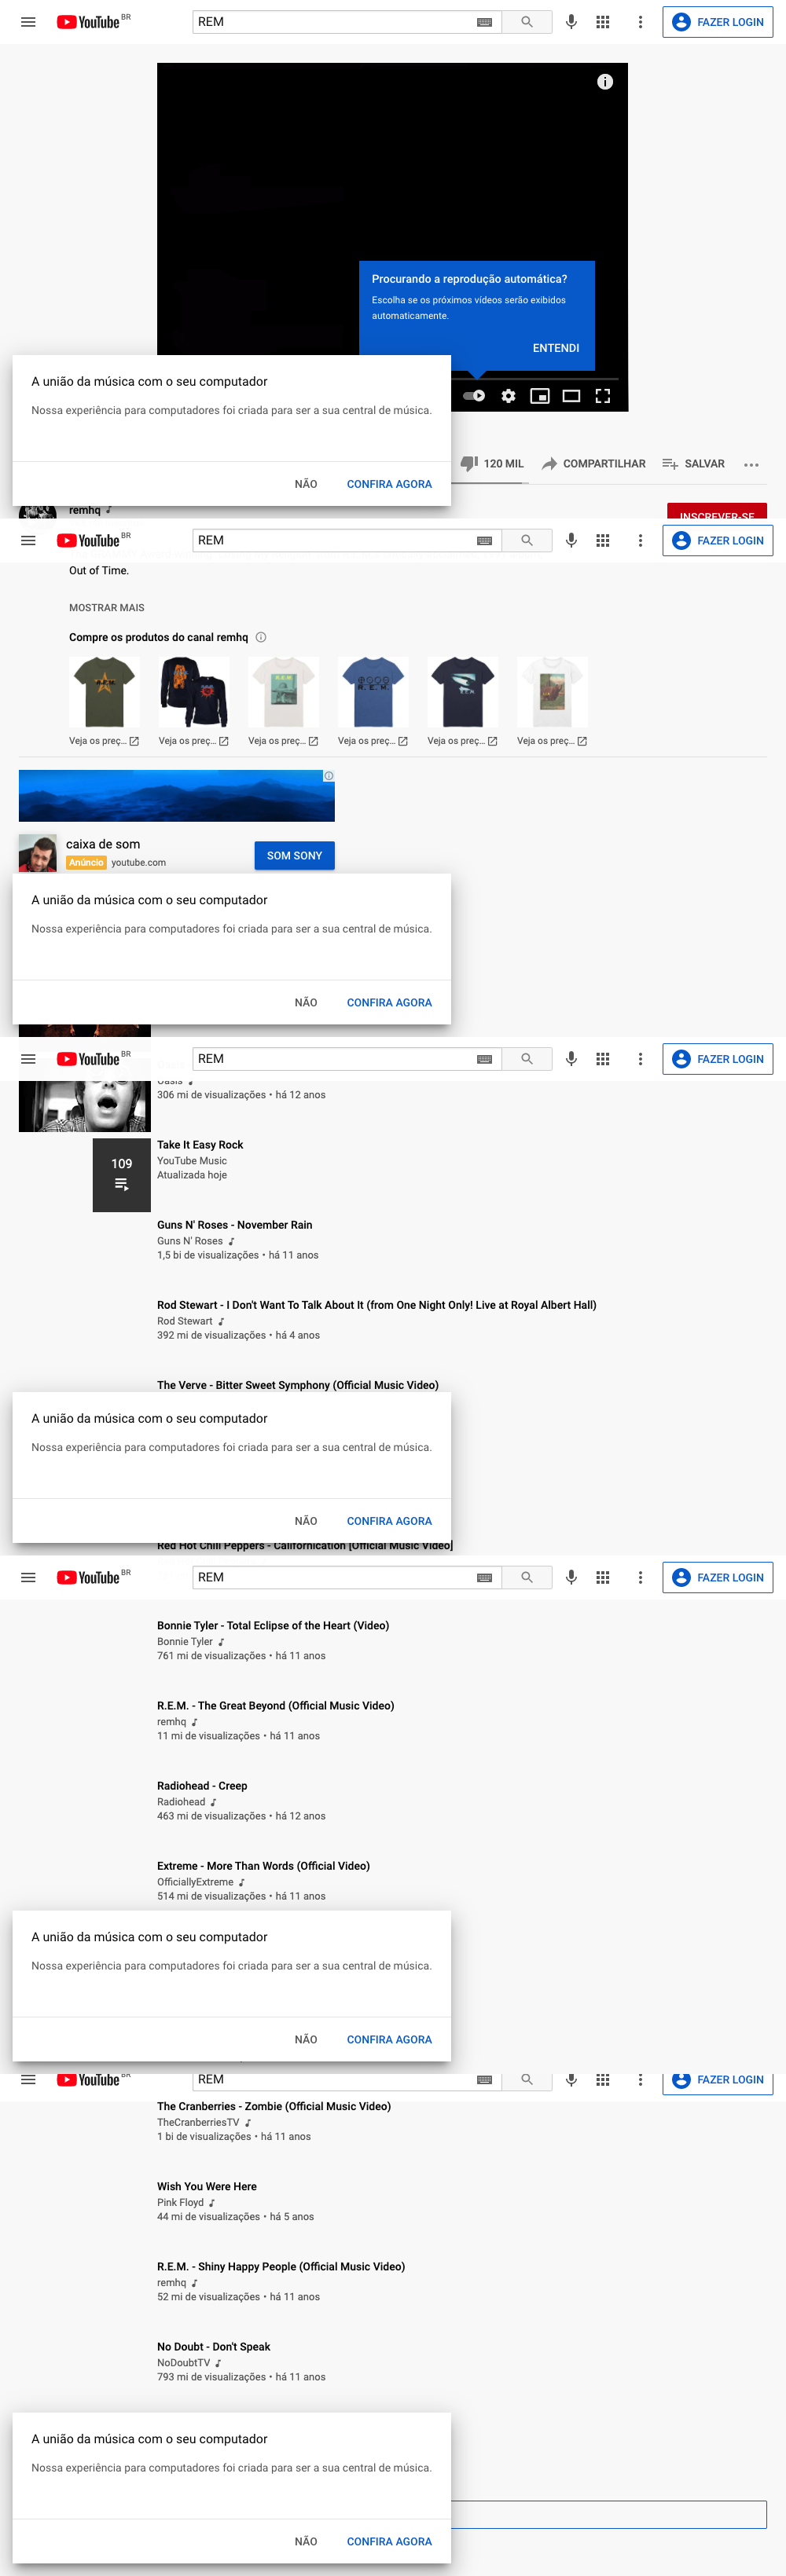 YouTube BR
REM
FAZER LOGIN
Procurando a reprodução automática?
Escolha se os próximos vídeos serão exibidos
automaticamente.
ENTENDI
A união da música com o seu computador
Nossa experiência para computadores foi criada para ser a sua central de música.
NÃO CONFIRA AGORA
120 MIL COMPARTILHAR SALVAR
remhq
INSCREVER-SE
YouTube BR
REM
FAZER LOGIN
Out of Time.
MOSTRAR MAIS
Compre os produtos do canal remhq
Veja os preç... Veja os preç... Veja os preç... Veja os preç... Veja os preç... Veja os preç...
caixa de som
Anúncio youtube.com
SOM SONY
A união da música com o seu computador
Nossa experiência para computadores foi criada para ser a sua central de música.
NÃO CONFIRA AGORA
YouTube BR
REM
FAZER LOGIN
Oasis
306 mi de visualizações • há 12 anos
109
Take It Easy Rock
YouTube Music
Atualizada hoje
Guns N' Roses - November Rain
Guns N' Roses
1,5 bi de visualizações • há 11 anos
Rod Stewart - I Don't Want To Talk About It (from One Night Only! Live at Royal Albert Hall)
Rod Stewart
392 mi de visualizações • há 4 anos
The Verve - Bitter Sweet Symphony (Official Music Video)
A união da música com o seu computador
Nossa experiência para computadores foi criada para ser a sua central de música.
NÃO CONFIRA AGORA
Red Hot Chili Peppers - Californication [Official Music Video]
YouTube BR
REM
FAZER LOGIN
Bonnie Tyler - Total Eclipse of the Heart (Video)
Bonnie Tyler
761 mi de visualizações • há 11 anos
R.E.M. - The Great Beyond (Official Music Video)
remhq
11 mi de visualizações • há 11 anos
Radiohead - Creep
Radiohead
463 mi de visualizações • há 12 anos
Extreme - More Than Words (Official Video)
OfficiallyExtreme
514 mi de visualizações • há 11 anos
A união da música com o seu computador
Nossa experiência para computadores foi criada para ser a sua central de música.
NÃO CONFIRA AGORA
YouTube BR
REM
FAZER LOGIN
The Cranberries - Zombie (Official Music Video)
TheCranberriesTV
1 bi de visualizações • há 11 anos
Wish You Were Here
Pink Floyd
44 mi de visualizações • há 5 anos
R.E.M. - Shiny Happy People (Official Music Video)
remhq
52 mi de visualizações • há 11 anos
No Doubt - Don't Speak
NoDoubtTV
793 mi de visualizações • há 11 anos
A união da música com o seu computador
Nossa experiência para computadores foi criada para ser a sua central de música.
NÃO CONFIRA AGORA